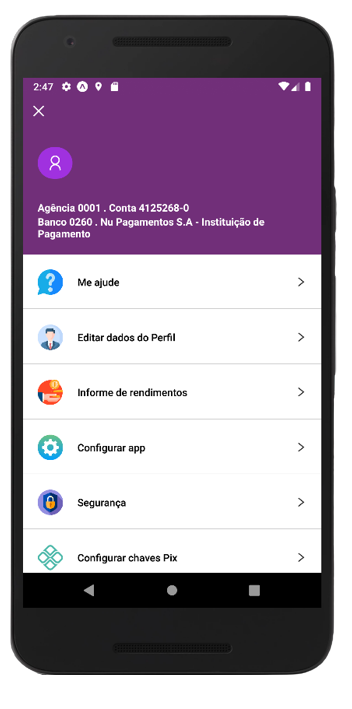 2:47
Agência 0001 . Conta 4125268-0
Banco 0260 . Nu Pagamentos S.A - Instituição de
Pagamento
Me ajude
Editar dados do Perfil
Informe de rendimentos
Configurar app
Segurança
Configurar chaves Pix